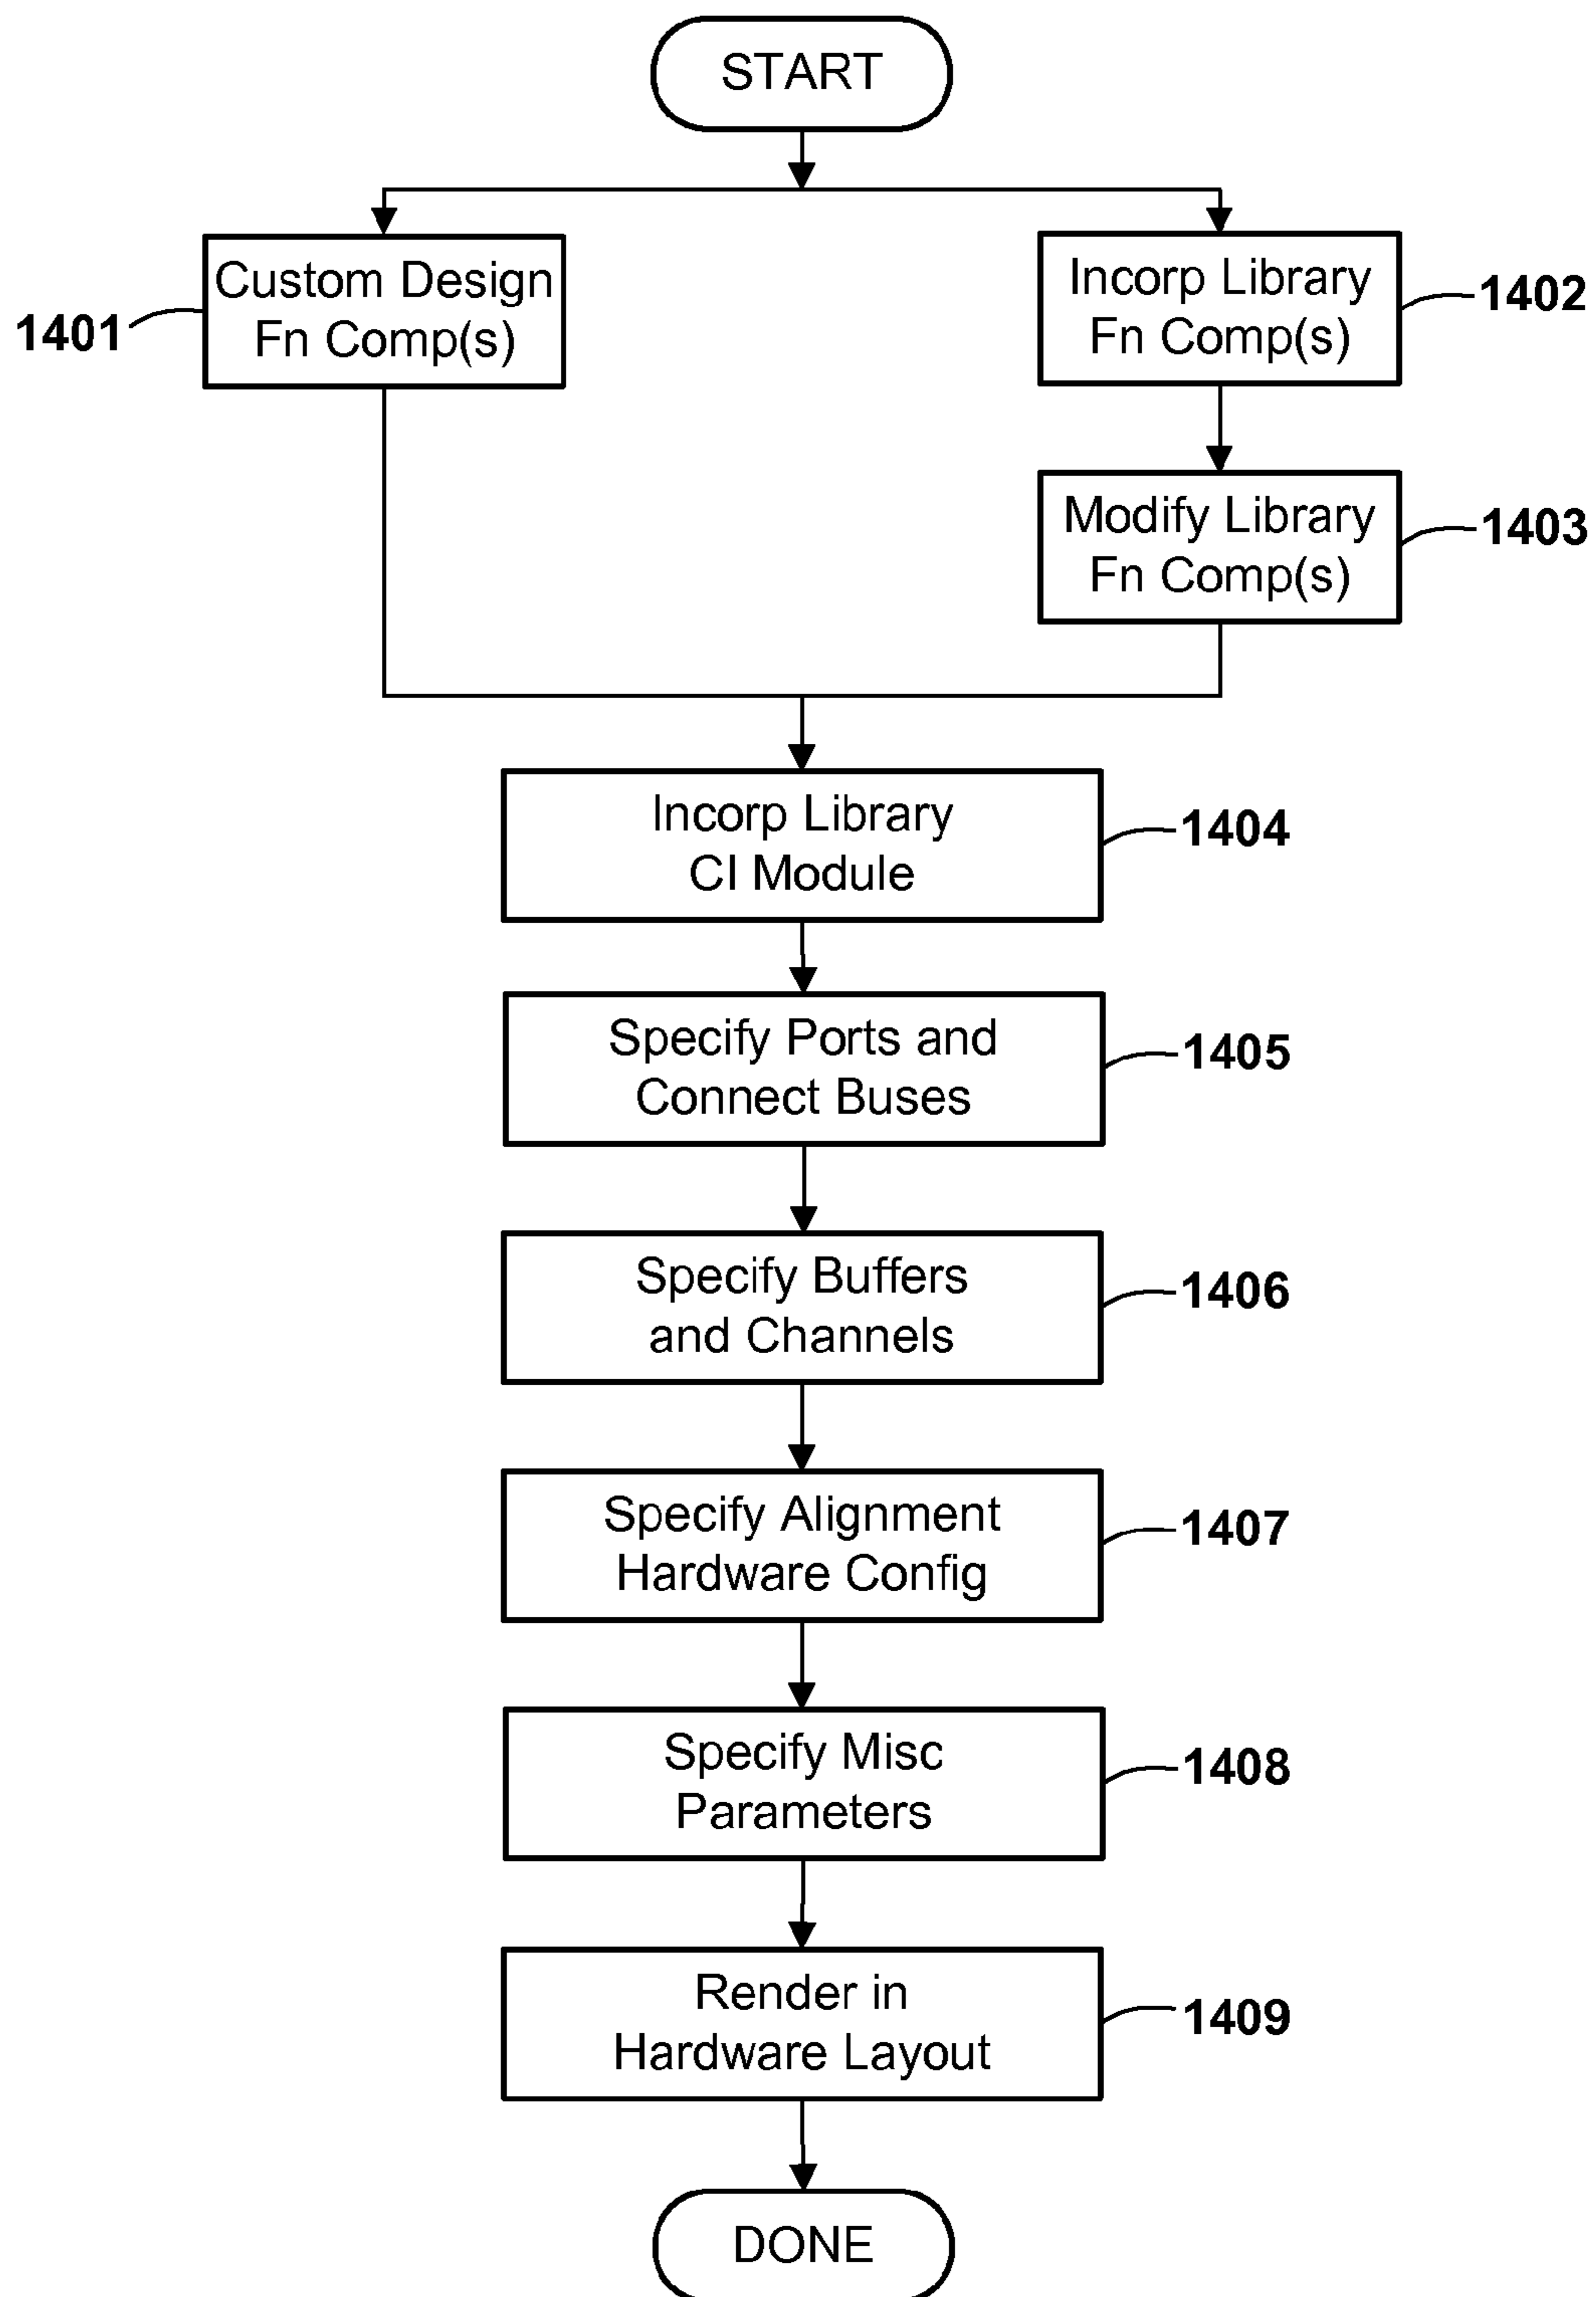 START
Custom Design
Fn Comp(s)
1401
Incorp Library
Fn Comp(s)
1402
Modify Library
Fn Comp(s)
1403
Incorp Library
CI Module
1404
Specify Ports and
Connect Buses
1405
Specify Buffers
and Channels
1406
Specify Alignment
Hardware Config
1407
Specify Misc
Parameters
1408
Render in
Hardware Layout
1409
DONE